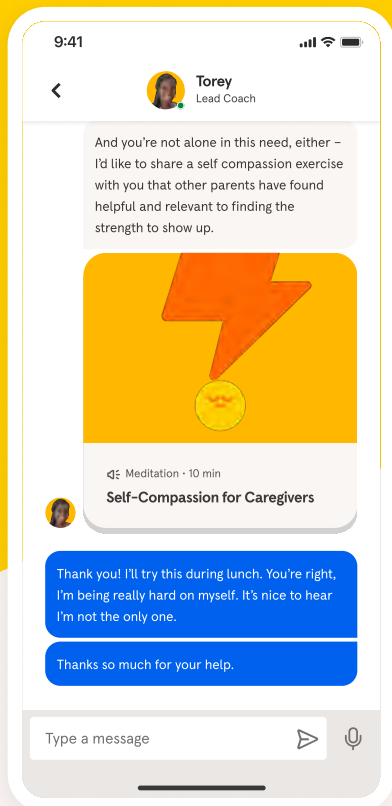 9:41
Torey
Lead Coach
And you’re not alone in this need, either –
I’d like to share a self compassion exercise
with you that other parents have found
helpful and relevant to finding the
strength to show up.
Meditation • 10 min
Self-Compassion for Caregivers
Thank you! I’ll try this during lunch. You’re right,
I’m being really hard on myself. It’s nice to hear
I’m not the only one.
Thanks so much for your help.
Type a message